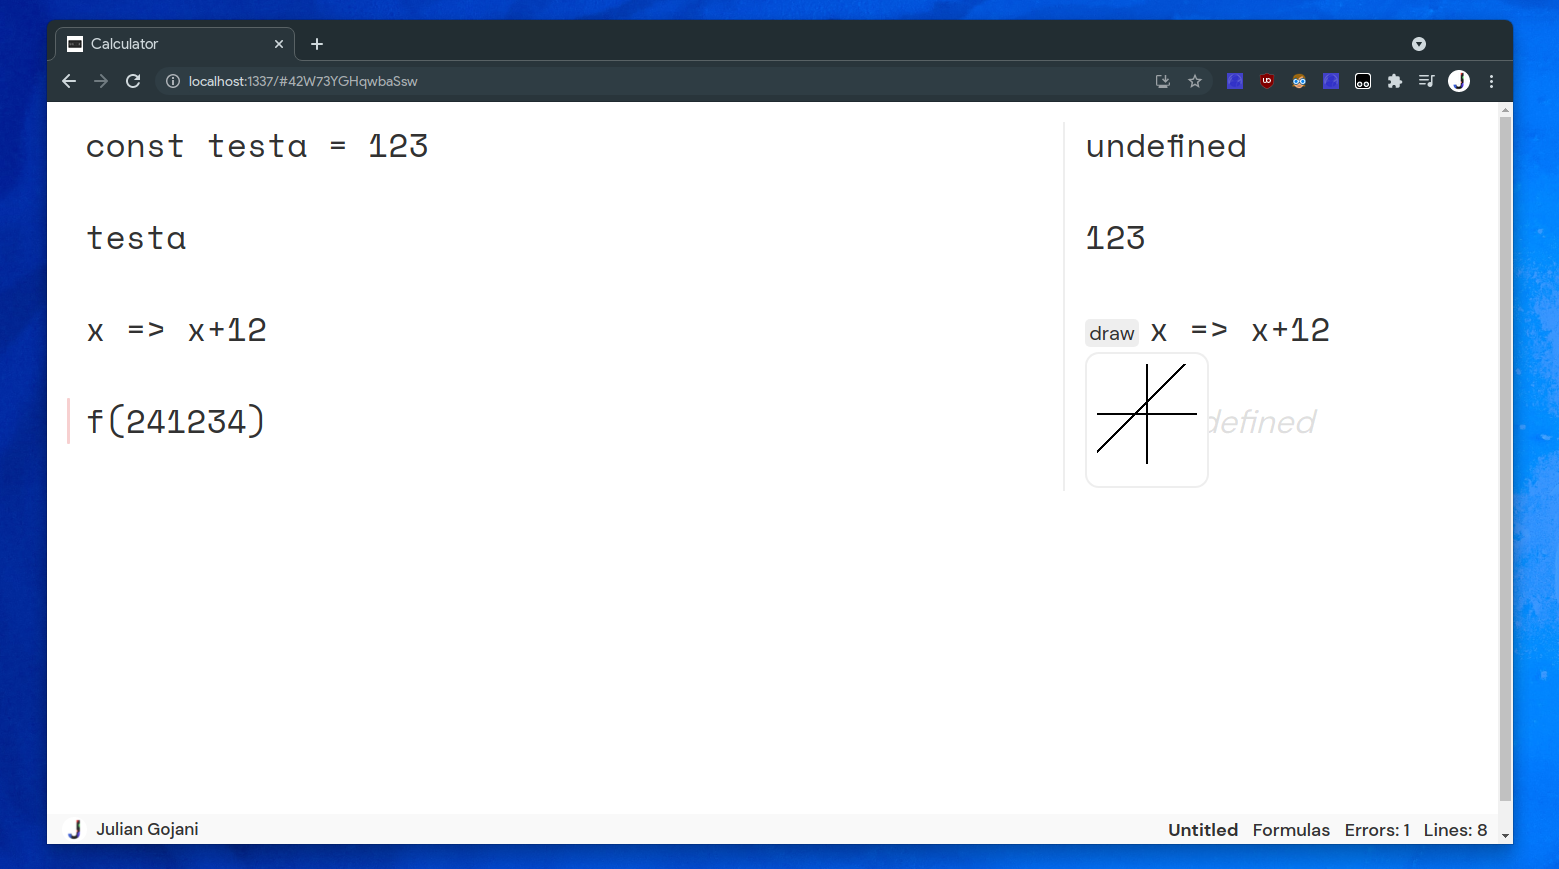 Calculator
localhost:1337/#42W73YGHqwbaSsw
const testa = 123
undefined
testa
123
x => x+12
draw x => x+12
f(241234)
defined
Julian Gojani
Untitled Formulas Errors: 1 Lines: 8